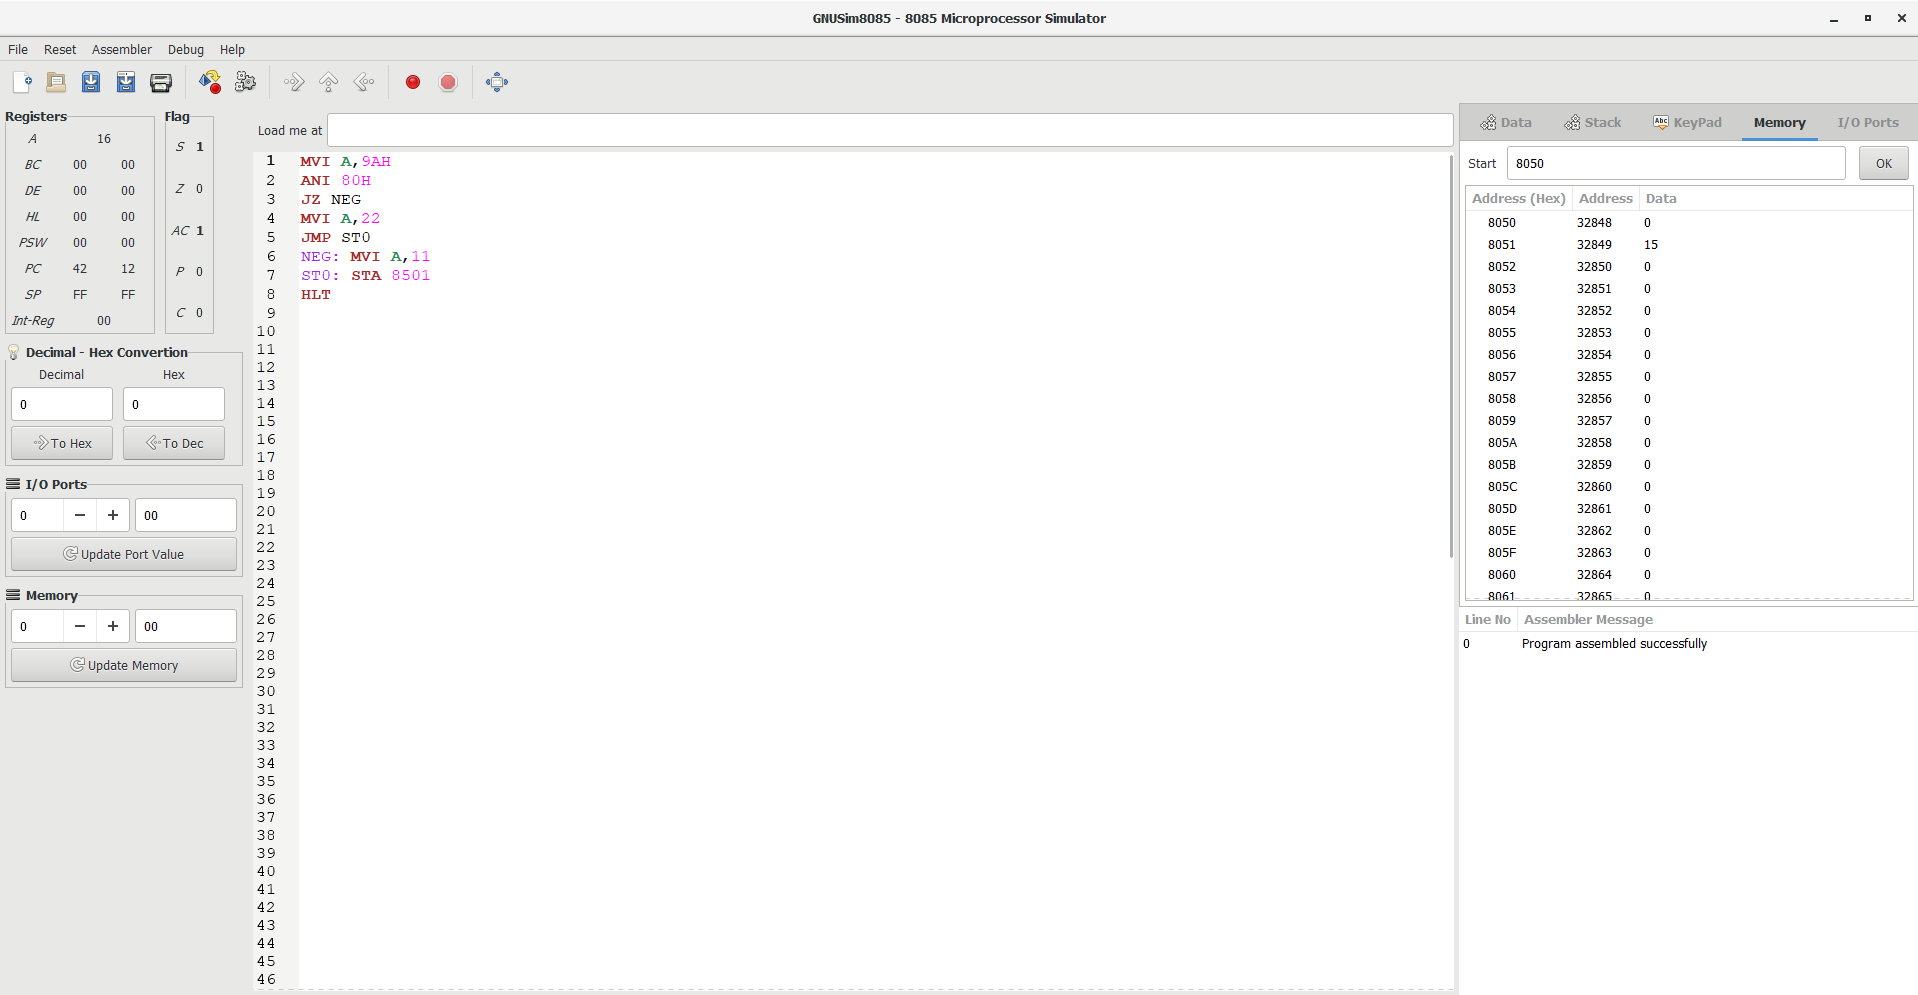 GNUSim8085 - 8085 Microprocessor Simulator
File Reset Assembler Debug Help
Registers
A 16
BC 00 00
DE 00 00
HL 00 00
PSW 00 00
PC 42 12
SP FF FF
Int-Reg 00
Flag
S 1
Z 0
AC 1
P 0
C 0
Decimal - Hex Convertion
Decimal Hex
0 0
To Hex To Dec
I/O Ports
0 − + 00
Update Port Value
Memory
0 − + 00
Update Memory
Load me at
1 MVI A,9AH
2 ANI 80H
3 JZ NEG
4 MVI A,22
5 JMP STO
6 NEG: MVI A,11
7 STO: STA 8501
8 HLT
9
10
11
12
13
14
15
16
17
18
19
20
21
22
23
24
25
26
27
28
29
30
31
32
33
34
35
36
37
38
39
40
41
42
43
44
45
46
Data Stack Abc KeyPad Memory I/O Ports
Start 8050 OK
Address (Hex) Address Data
8050 32848 0
8051 32849 15
8052 32850 0
8053 32851 0
8054 32852 0
8055 32853 0
8056 32854 0
8057 32855 0
8058 32856 0
8059 32857 0
805A 32858 0
805B 32859 0
805C 32860 0
805D 32861 0
805E 32862 0
805F 32863 0
8060 32864 0
8061 32865 0
Line No Assembler Message
0 Program assembled successfully